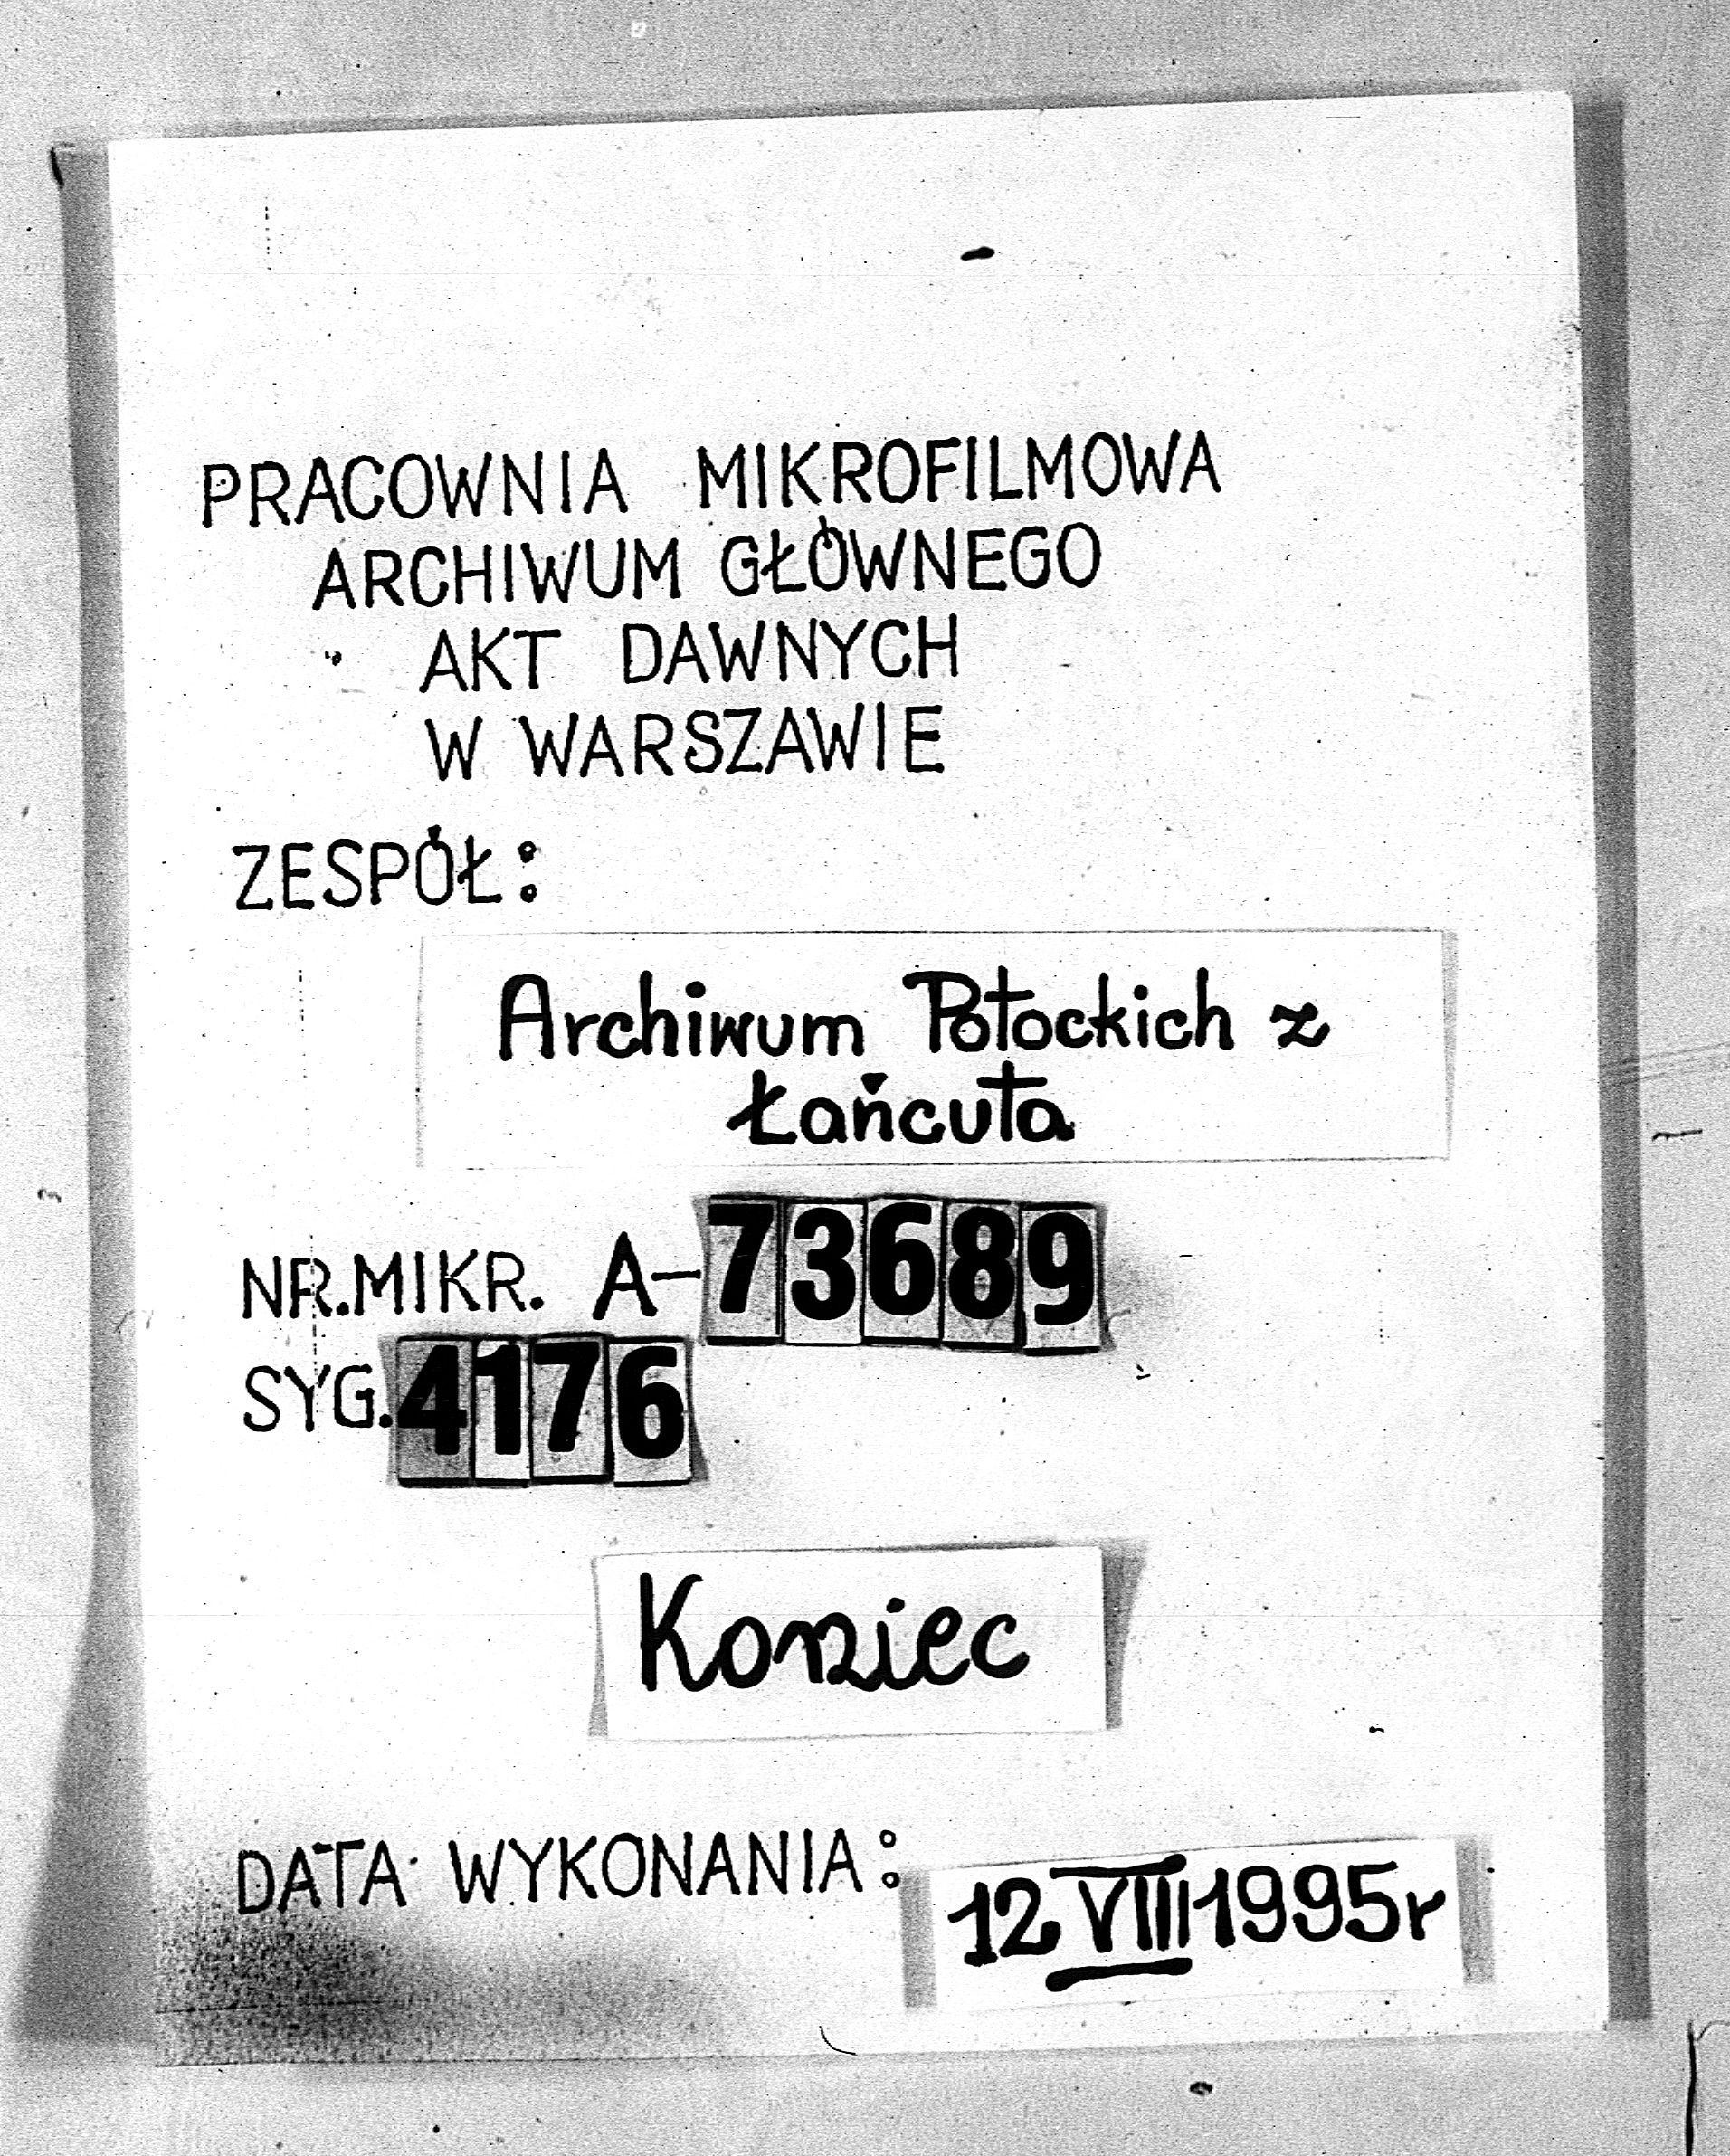 PRACOWNIA MIKROFILMOWA
ARCHIWUM GŁÓWNEGO
AKT DAWNYCH
W WARSZAWIE
ZESPÓŁ:
Archiwum Potockich z
Łańcuta
NR.MIKR. A-73689
SYG. 4176
Koniec
DATA WYKONANIA: 12 VIII 1995r